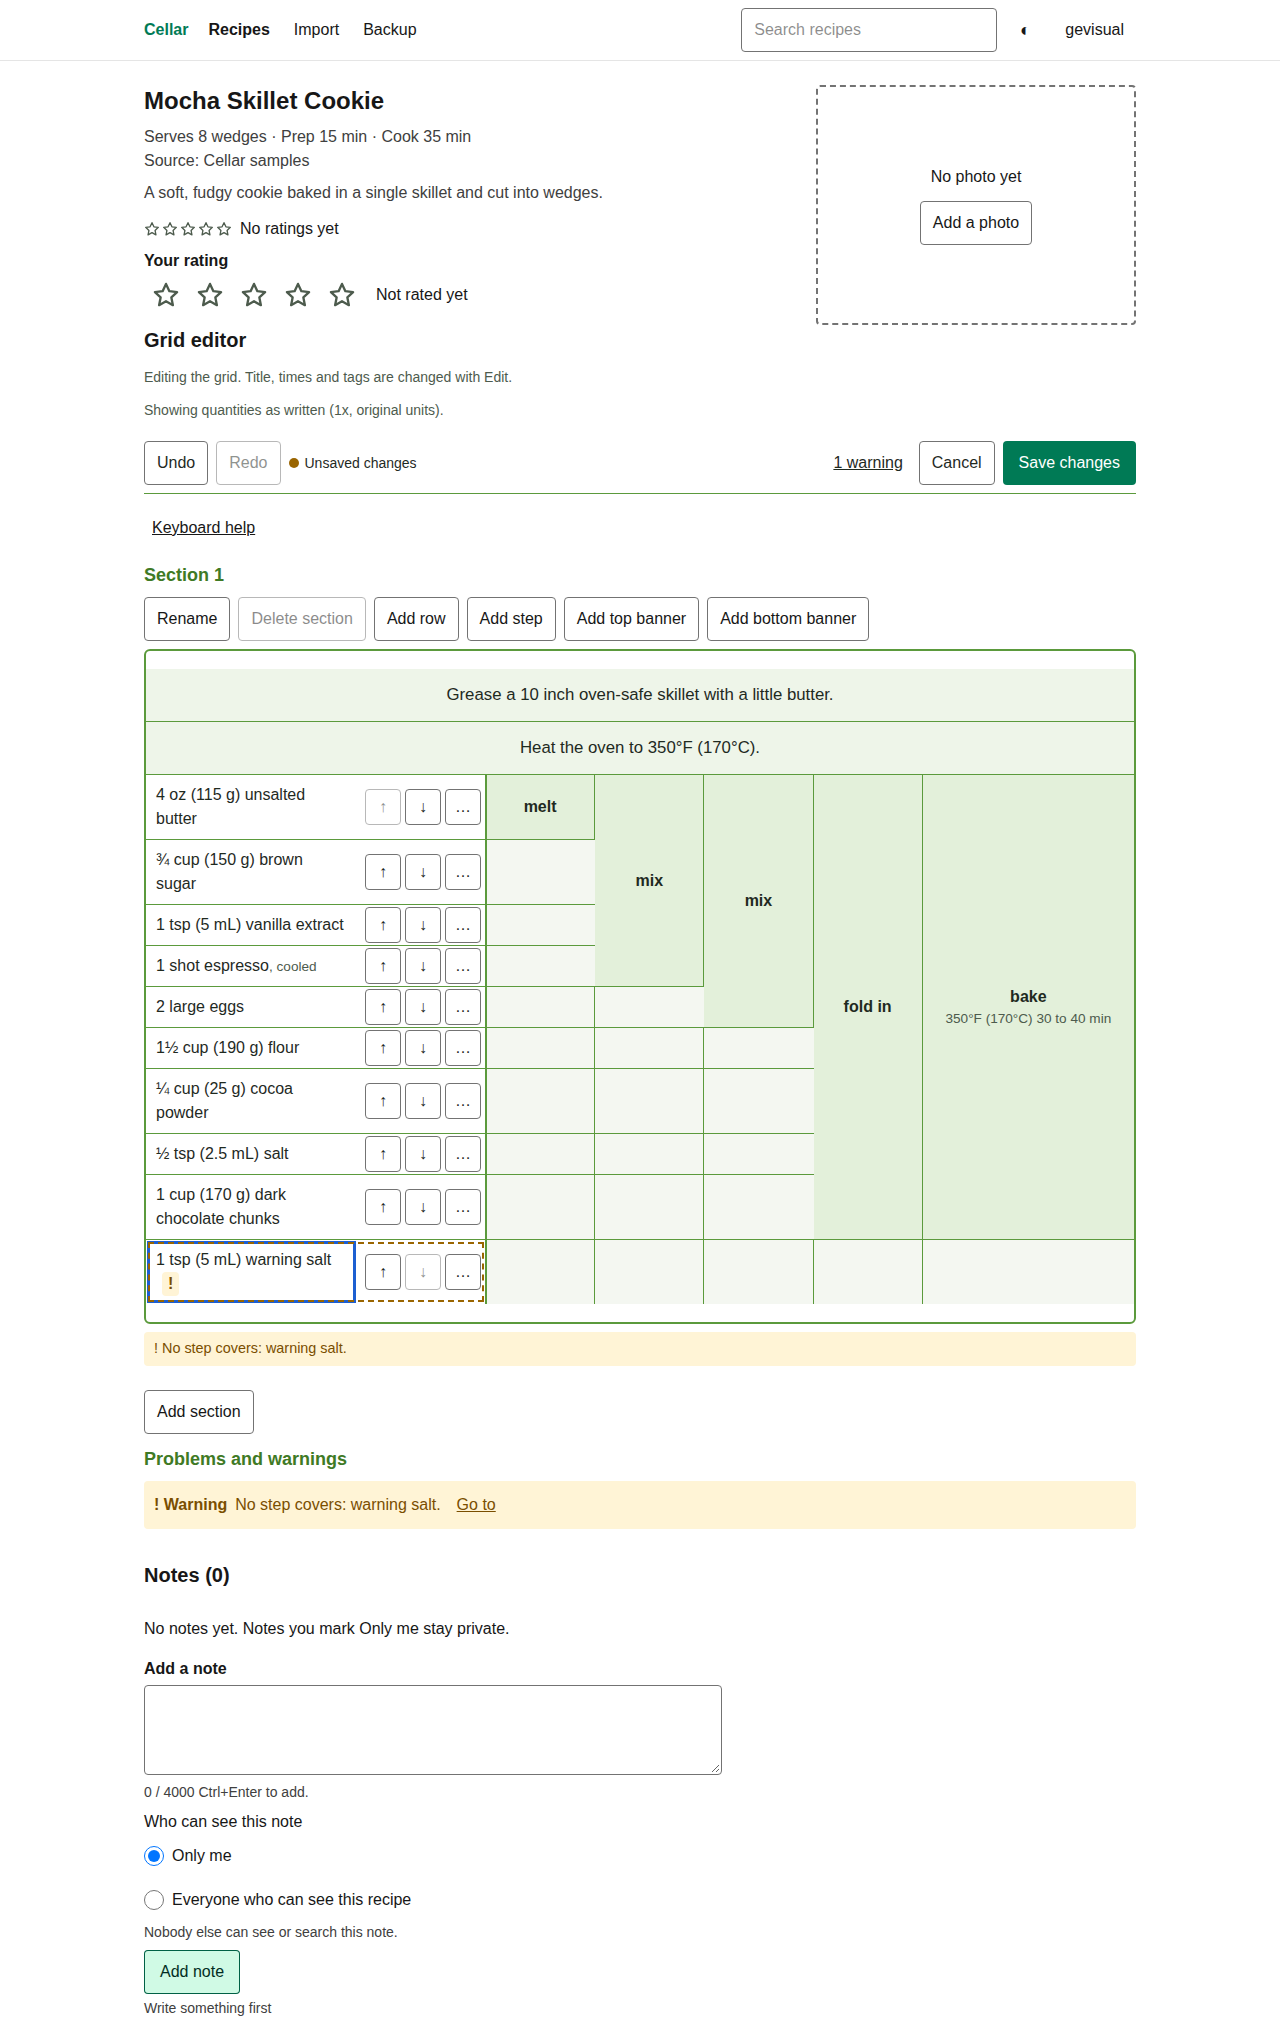 Cellar Recipes Import Backup Search recipes gevisual
Mocha Skillet Cookie
Serves 8 wedges · Prep 15 min · Cook 35 min
Source: Cellar samples
A soft, fudgy cookie baked in a single skillet and cut into wedges.
No ratings yet
Your rating
Not rated yet
No photo yet
Add a photo
Grid editor
Editing the grid. Title, times and tags are changed with Edit.
Showing quantities as written (1x, original units).
Undo Redo Unsaved changes 1 warning Cancel Save changes
Keyboard help
Section 1
Rename Delete section Add row Add step Add top banner Add bottom banner
Grease a 10 inch oven-safe skillet with a little butter.
Heat the oven to 350°F (170°C).
4 oz (115 g) unsalted
butter
↑ ↓ …
melt
¾ cup (150 g) brown
sugar
↑ ↓ …
mix
mix
1 tsp (5 mL) vanilla extract ↑ ↓ …
1 shot espresso, cooled ↑ ↓ …
2 large eggs ↑ ↓ …
fold in
bake
350°F (170°C) 30 to 40 min
1½ cup (190 g) flour ↑ ↓ …
¼ cup (25 g) cocoa
powder
↑ ↓ …
½ tsp (2.5 mL) salt ↑ ↓ …
1 cup (170 g) dark
chocolate chunks
↑ ↓ …
1 tsp (5 mL) warning salt
!
↑ ↓ …
! No step covers: warning salt.
Add section
Problems and warnings
! Warning No step covers: warning salt. Go to
Notes (0)
No notes yet. Notes you mark Only me stay private.
Add a note
0 / 4000 Ctrl+Enter to add.
Who can see this note
Only me
Everyone who can see this recipe
Nobody else can see or search this note.
Add note
Write something first